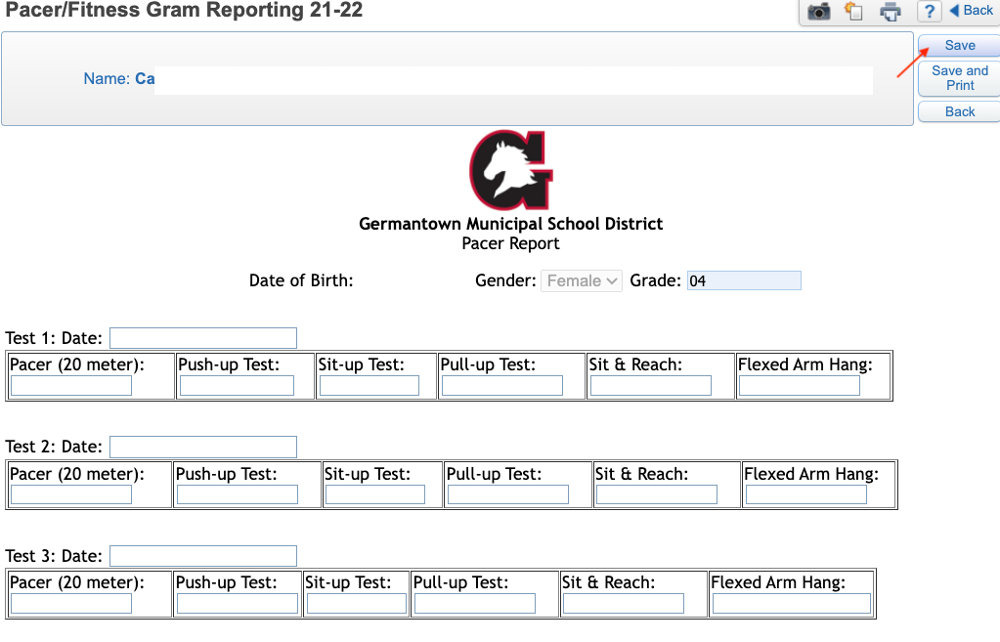 Pacer/Fitness Gram Reporting 21-22
? Back
Save
Name: Ca
Save and
Print
Back
G
Germantown Municipal School District
Pacer Report
Date of Birth: Gender: Female Grade: 04
Test 1: Date:
Pacer (20 meter): Push-up Test: Sit-up Test: Pull-up Test: Sit & Reach: Flexed Arm Hang:
Test 2: Date:
Pacer (20 meter): Push-up Test: Sit-up Test: Pull-up Test: Sit & Reach: Flexed Arm Hang:
Test 3: Date:
Pacer (20 meter): Push-up Test: Sit-up Test: Pull-up Test: Sit & Reach: Flexed Arm Hang: